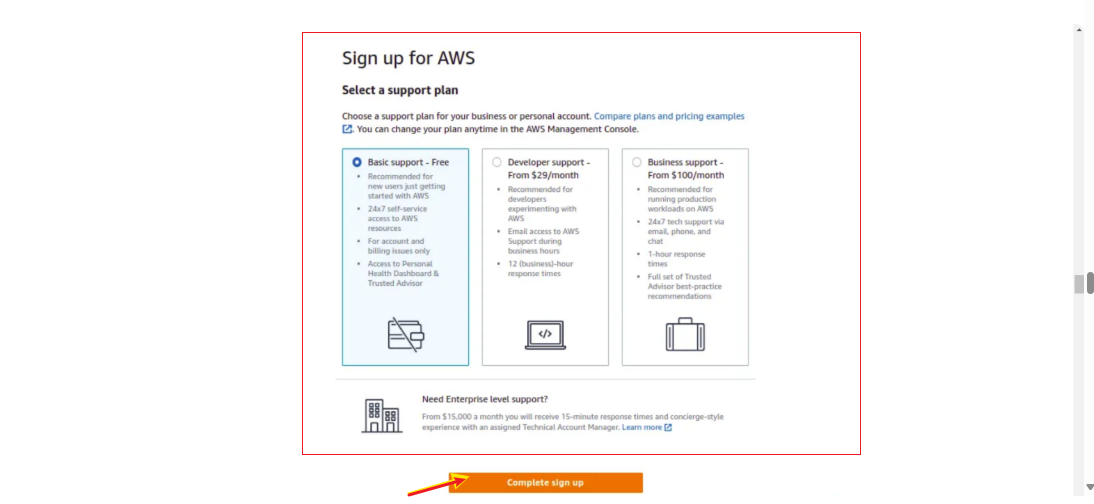 Sign up for AWS
Select a support plan
Choose a support plan for your business or personal account. Compare plans and pricing examples
. You can change your plan anytime in the AWS Management Console.
Basic support - Free
• Recommended for
new users just getting
started with AWS
• 24x7 self-service
access to AWS
resources
• For account and
billing issues only
• Access to Personal
Health Dashboard &
Trusted Advisor
Developer support -
From $29/month
• Recommended for
developers
experimenting with
AWS
• Email access to AWS
Support during
business hours
• 12 (business)-hour
response times
</>
Business support -
From $100/month
• Recommended for
running production
workloads on AWS
• 24x7 tech support via
email, phone, and
chat
• 1-hour response
times
• Full set of Trusted
Advisor best-practice
recommendations
Need Enterprise level support?
From $15,000 a month you will receive 15-minute response times and concierge-style
experience with an assigned Technical Account Manager. Learn more
Complete sign up